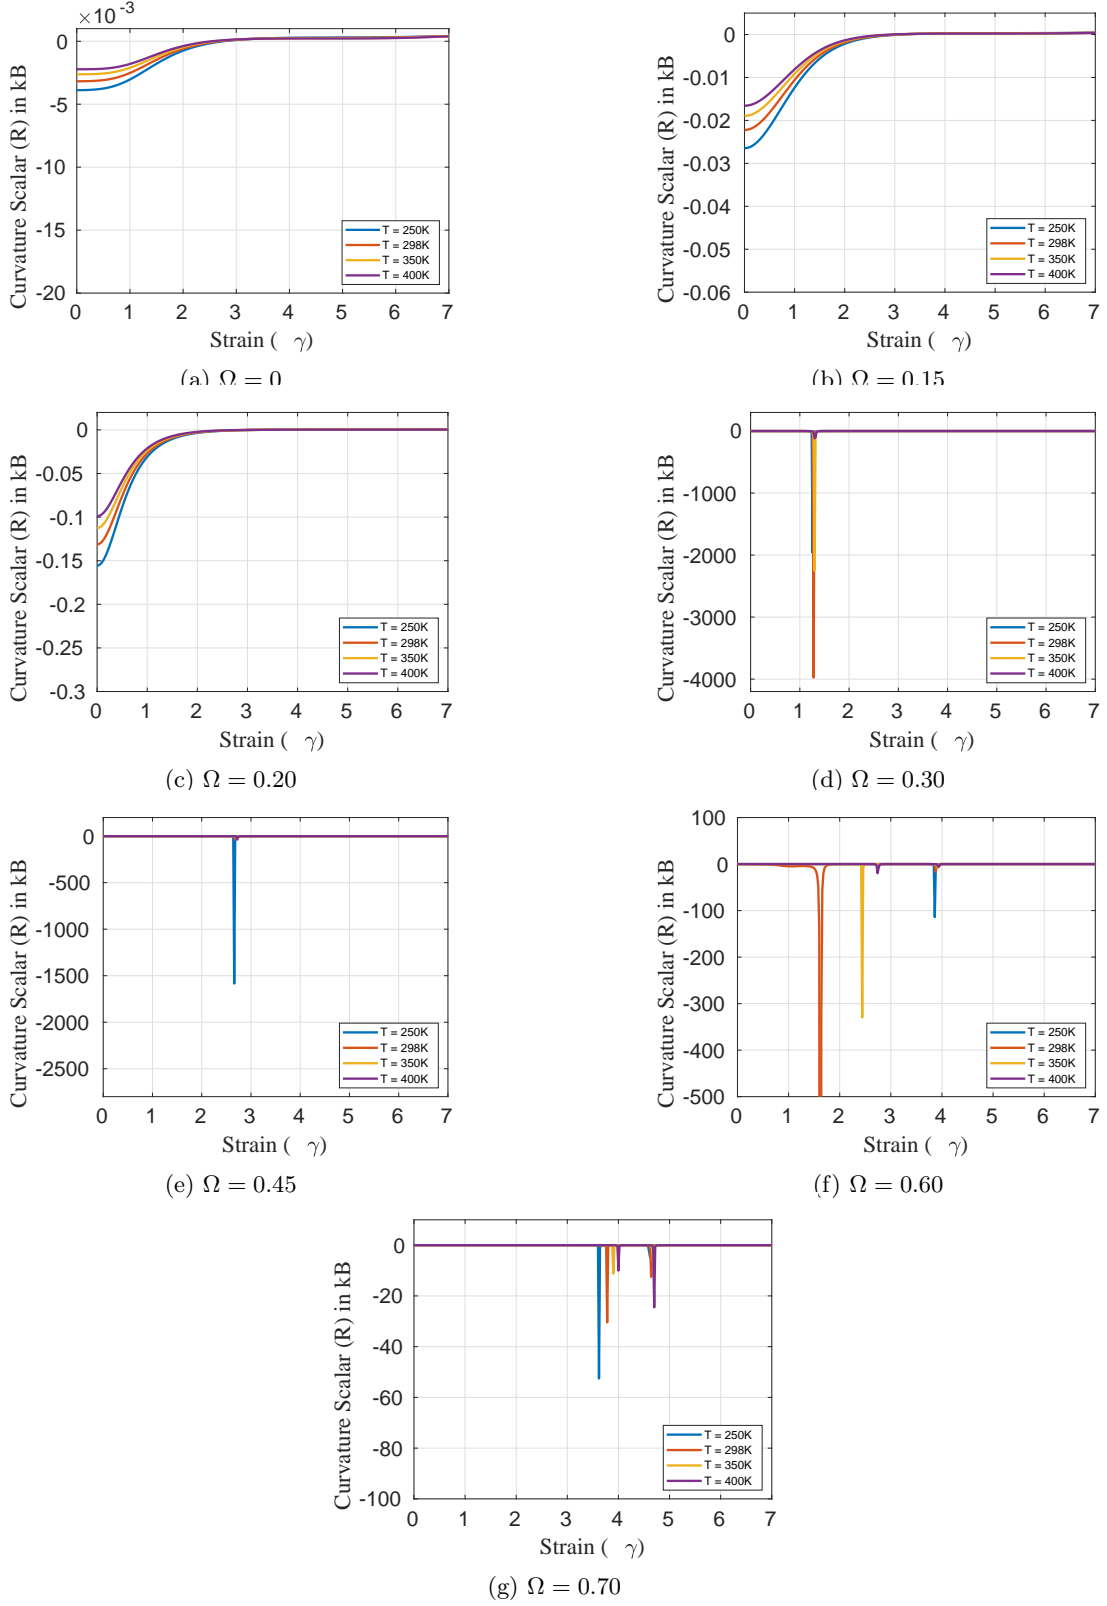 ×10 -3
0
-5
-10
-15
-20
0 1 2 3 4 5 6 7
Curvature Scalar (R) in kB
Strain ( γ)
T = 250K
T = 298K
T = 350K
T = 400K
(a) Ω = 0
0
-0.01
-0.02
-0.03
-0.04
-0.05
-0.06
0 1 2 3 4 5 6 7
Curvature Scalar (R) in kB
Strain ( γ)
T = 250K
T = 298K
T = 350K
T = 400K
(b) Ω = 0.15
0
-0.05
-0.1
-0.15
-0.2
-0.25
-0.3
0 1 2 3 4 5 6 7
Curvature Scalar (R) in kB
Strain ( γ)
T = 250K
T = 298K
T = 350K
T = 400K
(c) Ω = 0.20
0
-1000
-2000
-3000
-4000
0 1 2 3 4 5 6 7
Curvature Scalar (R) in kB
Strain ( γ)
T = 250K
T = 298K
T = 350K
T = 400K
(d) Ω = 0.30
0
-500
-1000
-1500
-2000
-2500
0 1 2 3 4 5 6 7
Curvature Scalar (R) in kB
Strain ( γ)
T = 250K
T = 298K
T = 350K
T = 400K
(e) Ω = 0.45
100
0
-100
-200
-300
-400
-500
0 1 2 3 4 5 6 7
Curvature Scalar (R) in kB
Strain ( γ)
T = 250K
T = 298K
T = 350K
T = 400K
(f) Ω = 0.60
0
-20
-40
-60
-80
-100
0 1 2 3 4 5 6 7
Curvature Scalar (R) in kB
Strain ( γ)
T = 250K
T = 298K
T = 350K
T = 400K
(g) Ω = 0.70